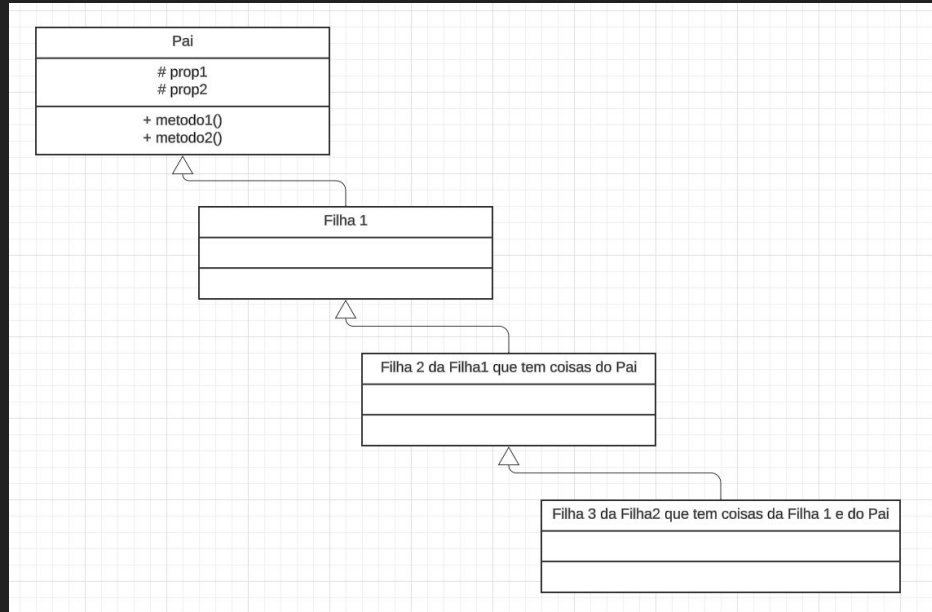 Pai
# prop1
# prop2
+ metodo1()
+ metodo2()
Filha 1
Filha 2 da Filha1 que tem coisas do Pai
Filha 3 da Filha2 que tem coisas da Filha 1 e do Pai